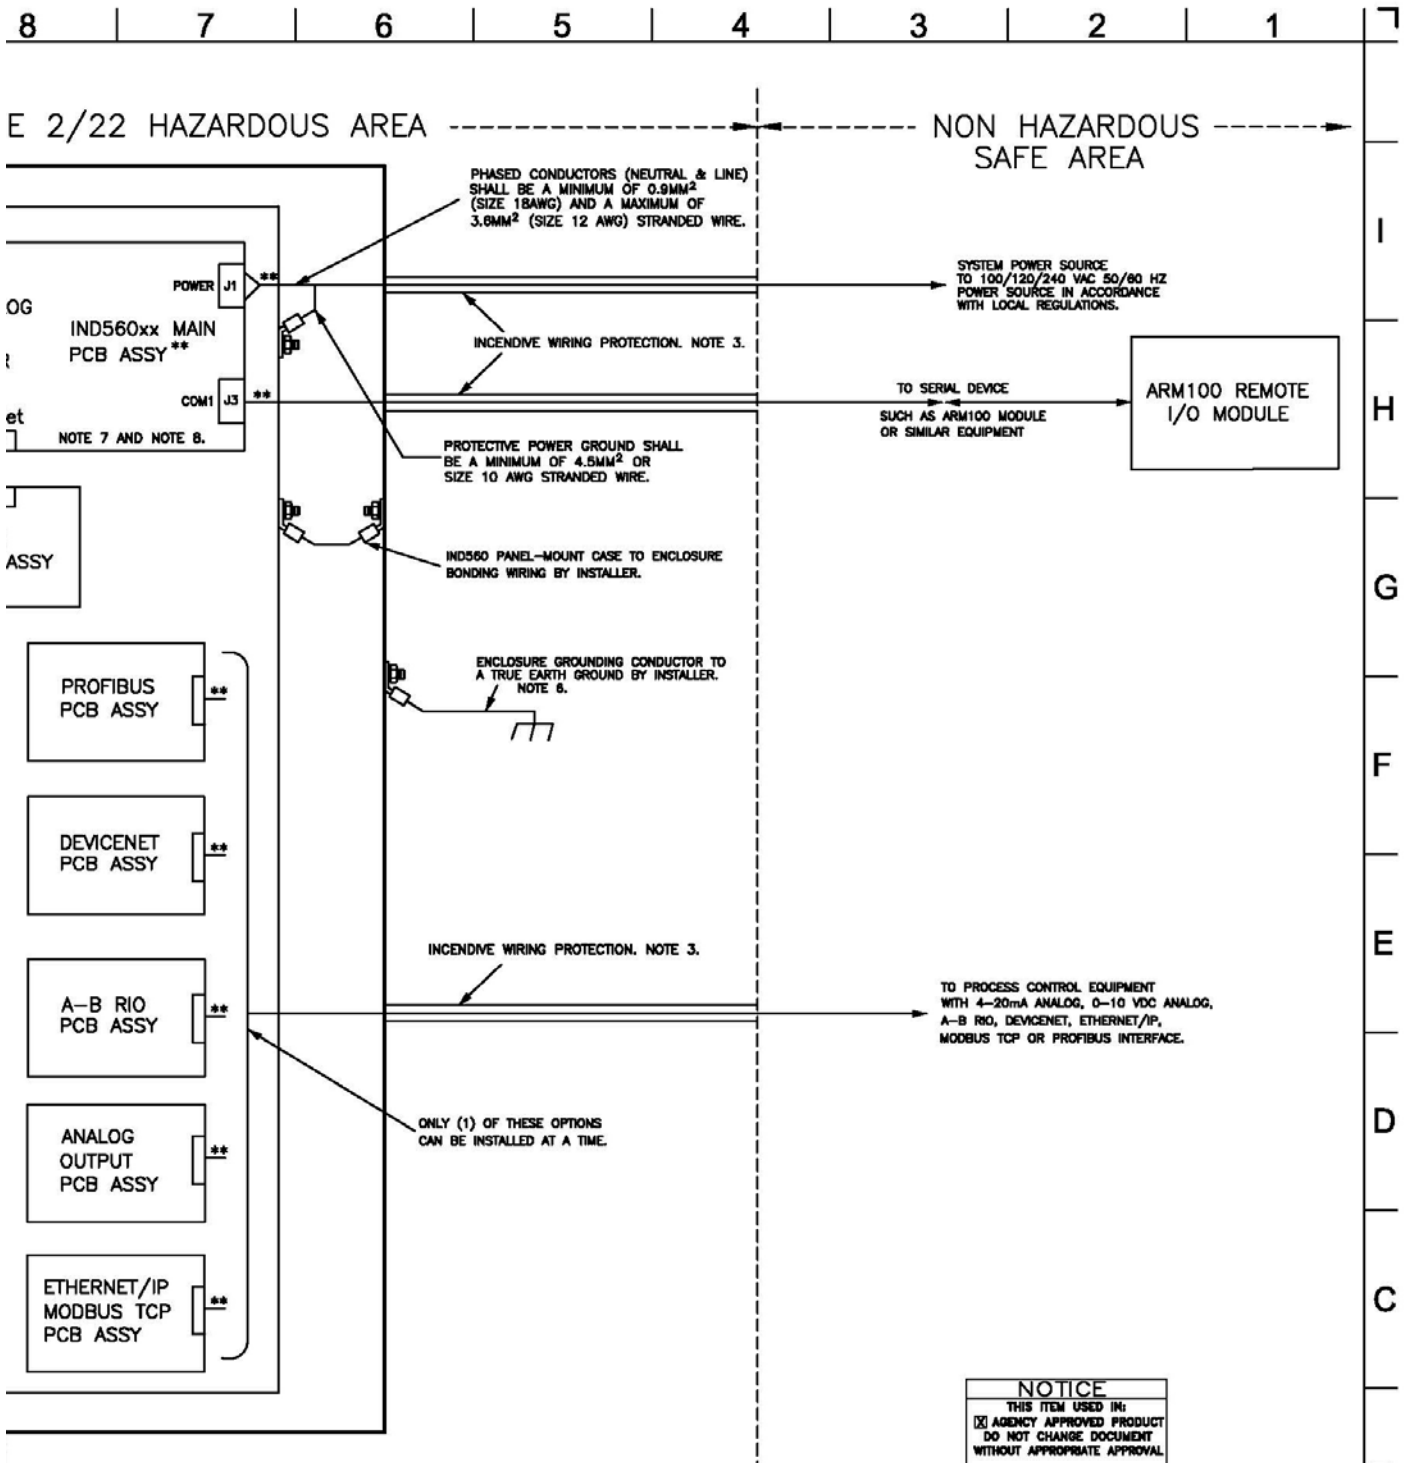 8 7 6 5 4 3 2 1
E 2/22 HAZARDOUS AREA
NON HAZARDOUS
SAFE AREA
PHASED CONDUCTORS (NEUTRAL & LINE)
SHALL BE A MINIMUM OF 0.9MM²
(SIZE 18AWG) AND A MAXIMUM OF
3.6MM² (SIZE 12 AWG) STRANDED WIRE.
I
POWER J1 **
SYSTEM POWER SOURCE
TO 100/120/240 VAC 50/60 HZ
POWER SOURCE IN ACCORDANCE
WITH LOCAL REGULATIONS.
OG
IND560xx MAIN
PCB ASSY **
R
INCENDIVE WIRING PROTECTION. NOTE 3.
COM1 J3 **
TO SERIAL DEVICE
SUCH AS ARM100 MODULE
OR SIMILAR EQUIPMENT
ARM100 REMOTE
I/O MODULE
H
et
NOTE 7 AND NOTE 8.
PROTECTIVE POWER GROUND SHALL
BE A MINIMUM OF 4.5MM² OR
SIZE 10 AWG STRANDED WIRE.
ASSY
IND560 PANEL-MOUNT CASE TO ENCLOSURE
BONDING WIRING BY INSTALLER.
G
ENCLOSURE GROUNDING CONDUCTOR TO
A TRUE EARTH GROUND BY INSTALLER.
NOTE 6.
PROFIBUS
PCB ASSY
**
F
DEVICENET
PCB ASSY
**
INCENDIVE WIRING PROTECTION. NOTE 3.
E
A-B RIO
PCB ASSY
**
TO PROCESS CONTROL EQUIPMENT
WITH 4-20mA ANALOG, 0-10 VDC ANALOG,
A-B RIO, DEVICENET, ETHERNET/IP,
MODBUS TCP OR PROFIBUS INTERFACE.
ONLY (1) OF THESE OPTIONS
CAN BE INSTALLED AT A TIME.
D
ANALOG
OUTPUT
PCB ASSY
**
ETHERNET/IP
MODBUS TCP
PCB ASSY
**
C
NOTICE
THIS ITEM USED IN:
X AGENCY APPROVED PRODUCT
DO NOT CHANGE DOCUMENT
WITHOUT APPROPRIATE APPROVAL